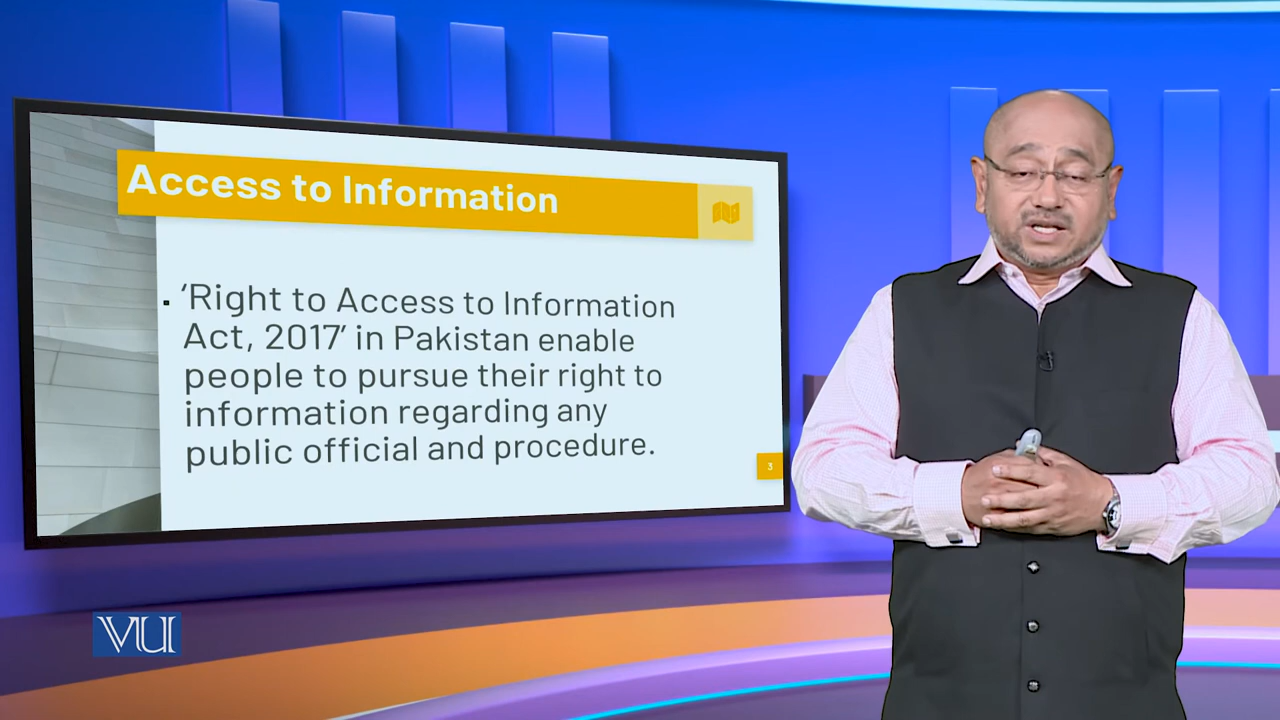 Access to Information
▪ ‘Right to Access to Information
Act, 2017’ in Pakistan enable
people to pursue their right to
information regarding any
public official and procedure.
3
VU